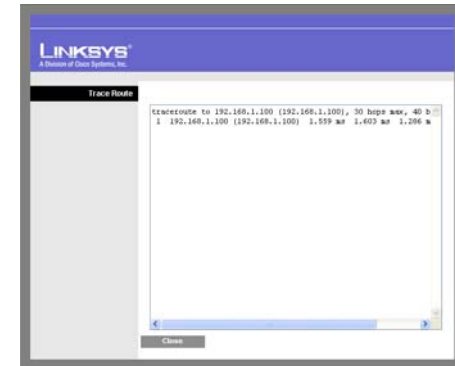 LINKSYS®
A Division of Cisco Systems, Inc.
Trace Route
traceroute to 192.168.1.100 (192.168.1.100), 30 hops max, 40 b
1 192.168.1.100 (192.168.1.100) 1.559 ms 1.603 ms 1.206 m
Close